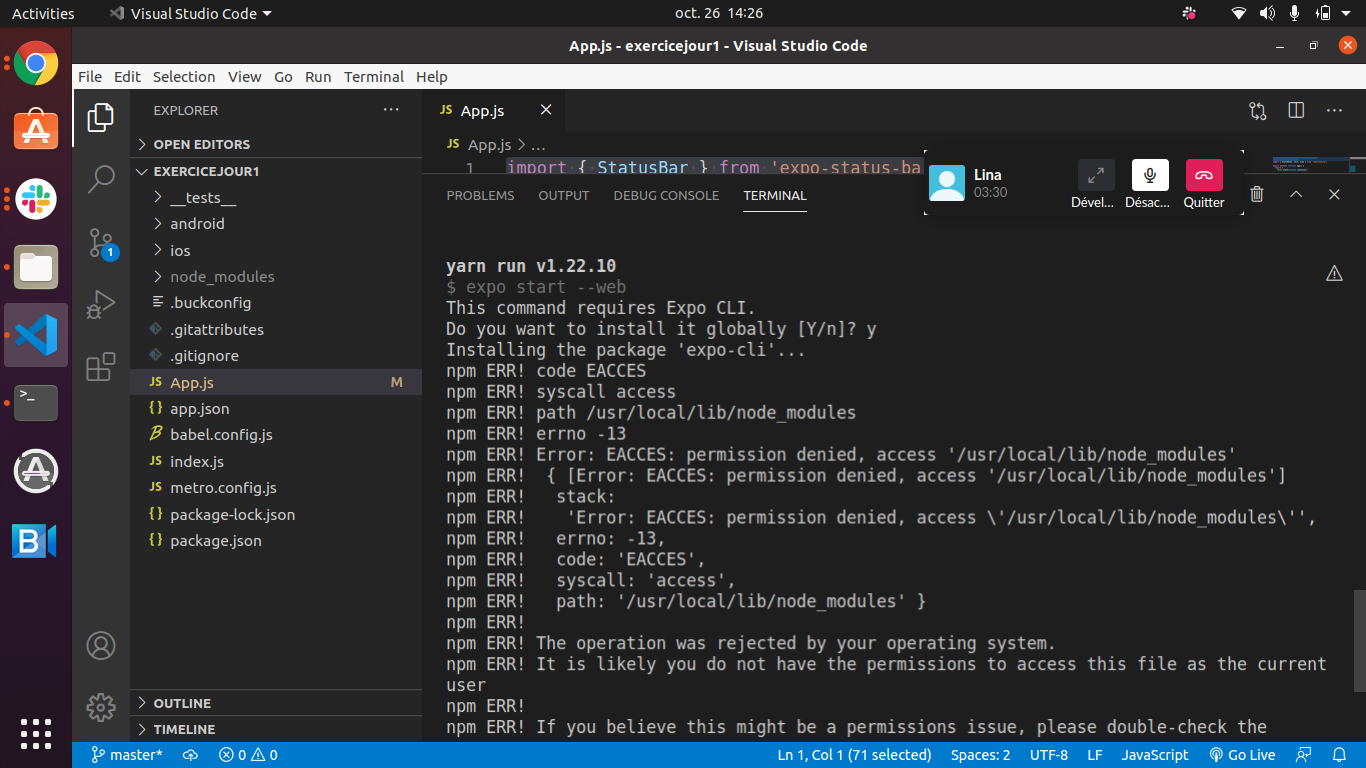 Activities
Visual Studio Code
oct. 26 14:26
App.js - exercicejour1 - Visual Studio Code
File Edit Selection View Go Run Terminal Help
EXPLORER
OPEN EDITORS
EXERCICEJOUR1
__tests__
android
ios
node_modules
.buckconfig
.gitattributes
.gitignore
JS App.js M
{} app.json
babel.config.js
JS index.js
JS metro.config.js
{} package-lock.json
{} package.json
OUTLINE
TIMELINE
1
B
>_
JS App.js
JS App.js > ...
1 import { StatusBar } from 'expo-status-ba
Lina
03:30
Dével...
Désac...
Quitter
PROBLEMS OUTPUT DEBUG CONSOLE TERMINAL
yarn run v1.22.10
$ expo start --web
This command requires Expo CLI.
Do you want to install it globally [Y/n]? y
Installing the package 'expo-cli'...
npm ERR! code EACCES
npm ERR! syscall access
npm ERR! path /usr/local/lib/node_modules
npm ERR! errno -13
npm ERR! Error: EACCES: permission denied, access '/usr/local/lib/node_modules'
npm ERR!  { [Error: EACCES: permission denied, access '/usr/local/lib/node_modules']
npm ERR!   stack:
npm ERR!    'Error: EACCES: permission denied, access \'/usr/local/lib/node_modules\'',
npm ERR!   errno: -13,
npm ERR!   code: 'EACCES',
npm ERR!   syscall: 'access',
npm ERR!   path: '/usr/local/lib/node_modules' }
npm ERR!
npm ERR! The operation was rejected by your operating system.
npm ERR! It is likely you do not have the permissions to access this file as the current
user
npm ERR!
npm ERR! If you believe this might be a permissions issue, please double-check the
master* 0 0
Ln 1, Col 1 (71 selected) Spaces: 2 UTF-8 LF JavaScript Go Live